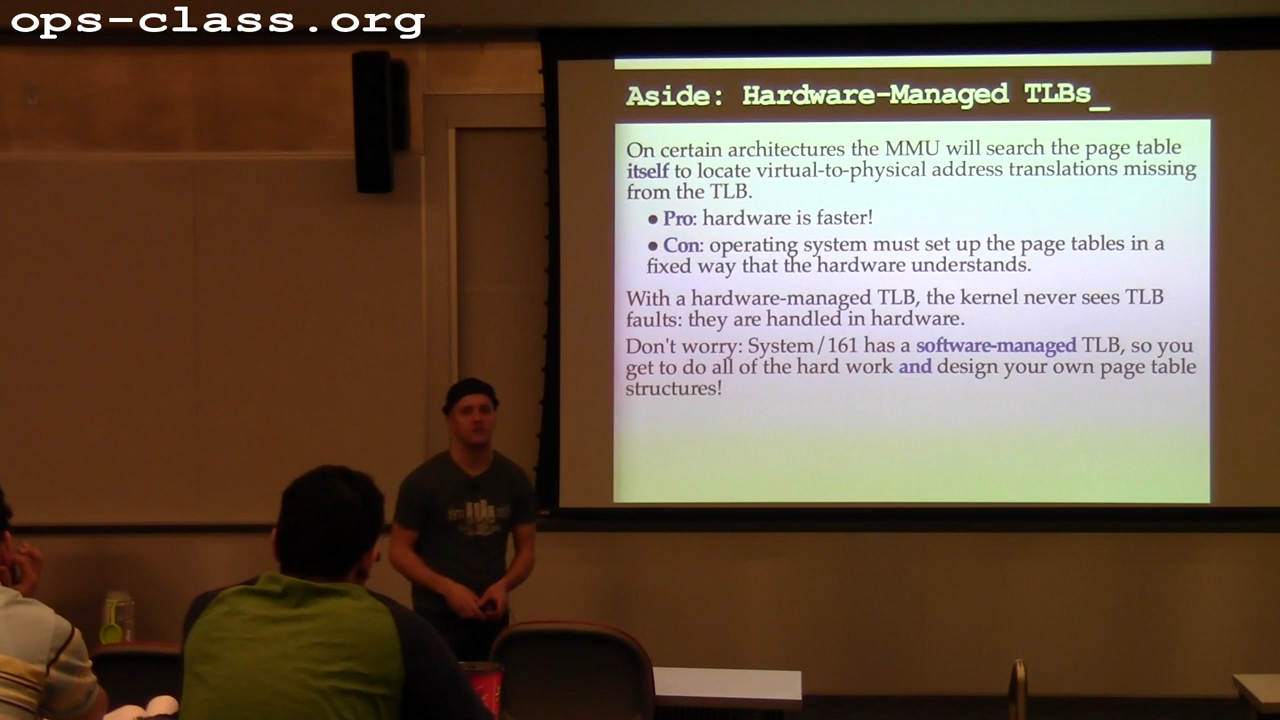 ops-class.org
Aside: Hardware-Managed TLBs_
On certain architectures the MMU will search the page table
itself to locate virtual-to-physical address translations missing
from the TLB.
● Pro: hardware is faster!
● Con: operating system must set up the page tables in a
fixed way that the hardware understands.
With a hardware-managed TLB, the kernel never sees TLB
faults: they are handled in hardware.
Don't worry: System/161 has a software-managed TLB, so you
get to do all of the hard work and design your own page table
structures!